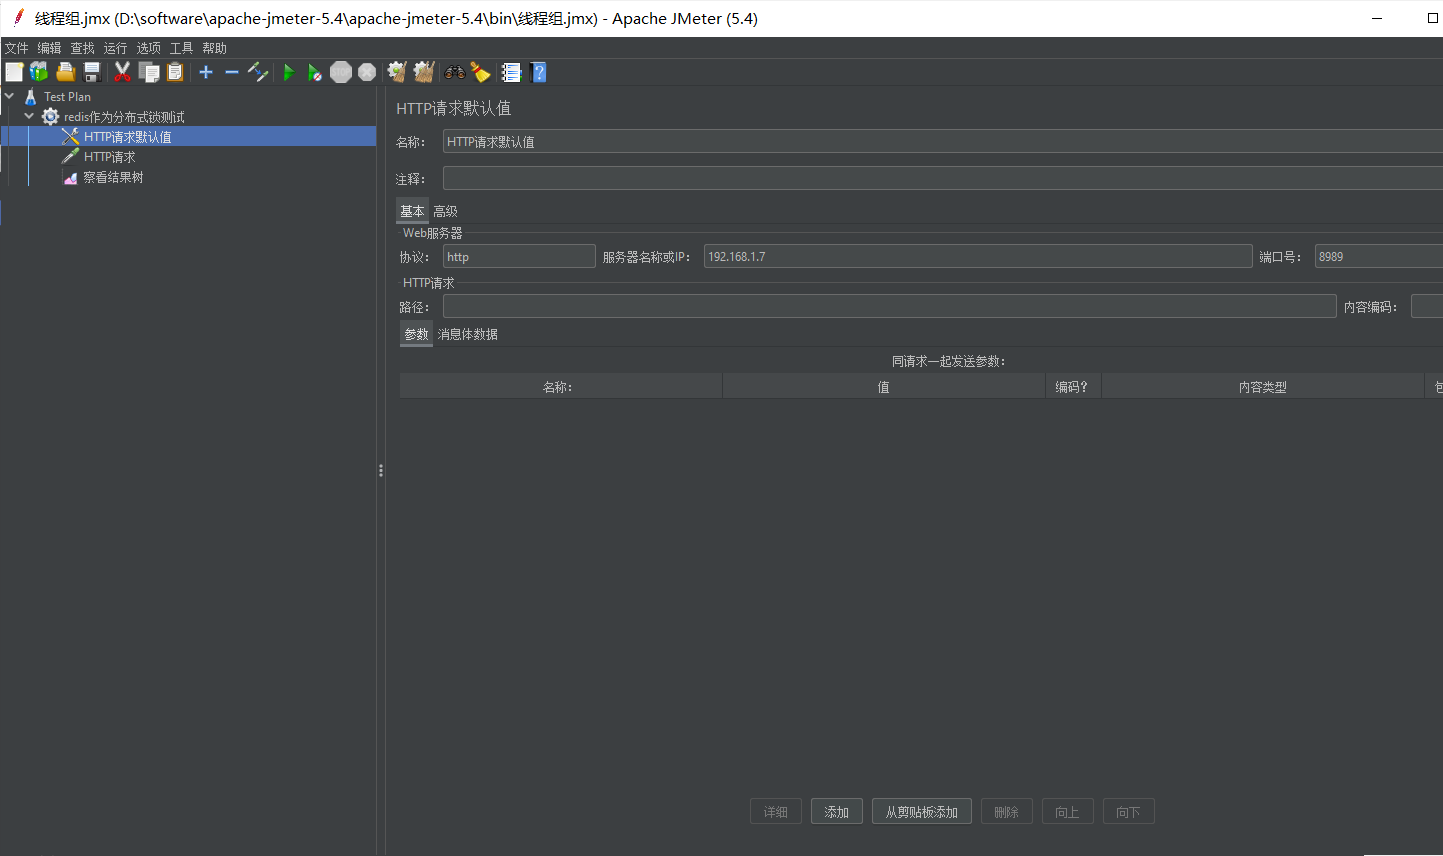 线程组.jmx (D:\software\apache-jmeter-5.4\apache-jmeter-5.4\bin\线程组.jmx) - Apache JMeter (5.4)
文件 编辑 查找 运行 选项 工具 帮助
STOP
Test Plan
redis作为分布式锁测试
HTTP请求默认值
HTTP请求
察看结果树
HTTP请求默认值
名称: HTTP请求默认值
注释:
基本 高级
Web服务器
协议: http 服务器名称或IP: 192.168.1.7 端口号: 8989
HTTP请求
路径: 内容编码:
参数 消息体数据
同请求一起发送参数:
名称: 值 编码? 内容类型
详细 添加 从剪贴板添加 删除 向上 向下